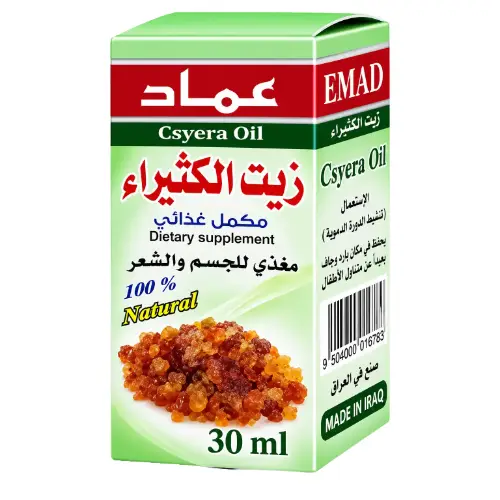 عماد
Csyera Oil
زيت الكثيراء
مكمل غذائي
Dietary supplement
مغذي للجسم والشعر
100 %
Natural
30 ml
EMAD
زيت الكثيراء
Csyera Oil
الإستعمال
(تنشيط الدورة الدموية)
يحفظ في مكان بارد وجاف
بعيداً عن متناول الأطفال
9 504000 016783
صنع في العراق
MADE IN IRAQ